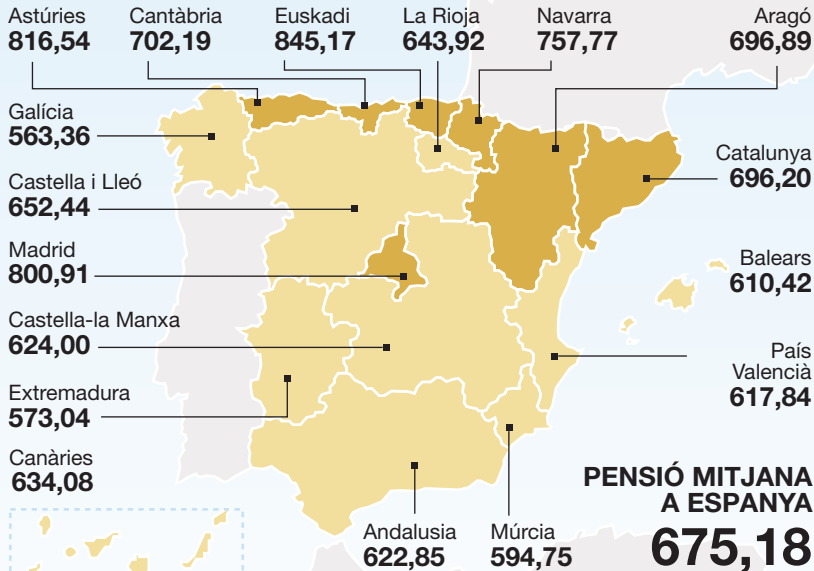 Astúries
816,54
Cantàbria
702,19
Euskadi
845,17
La Rioja
643,92
Navarra
757,77
Aragó
696,89
Galícia
563,36
Castella i Lleó
652,44
Madrid
800,91
Castella-la Manxa
624,00
Extremadura
573,04
Canàries
634,08
Catalunya
696,20
Balears
610,42
País
Valencià
617,84
Andalusia
622,85
Múrcia
594,75
PENSIÓ MITJANA
A ESPANYA
675,18